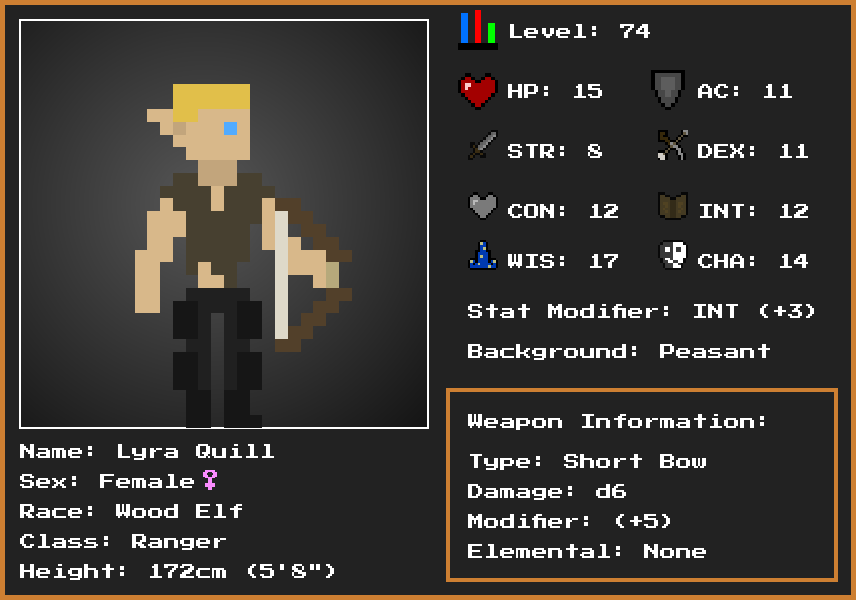 Level: 74
HP: 15 AC: 11
STR: 8 DEX: 11
CON: 12 INT: 12
WIS: 17 CHA: 14
Stat Modifier: INT (+3)
Background: Peasant
Weapon Information:
Type: Short Bow
Damage: d6
Modifier: (+5)
Elemental: None
Name: Lyra Quill
Sex: Female♀
Race: Wood Elf
Class: Ranger
Height: 172cm (5'8")